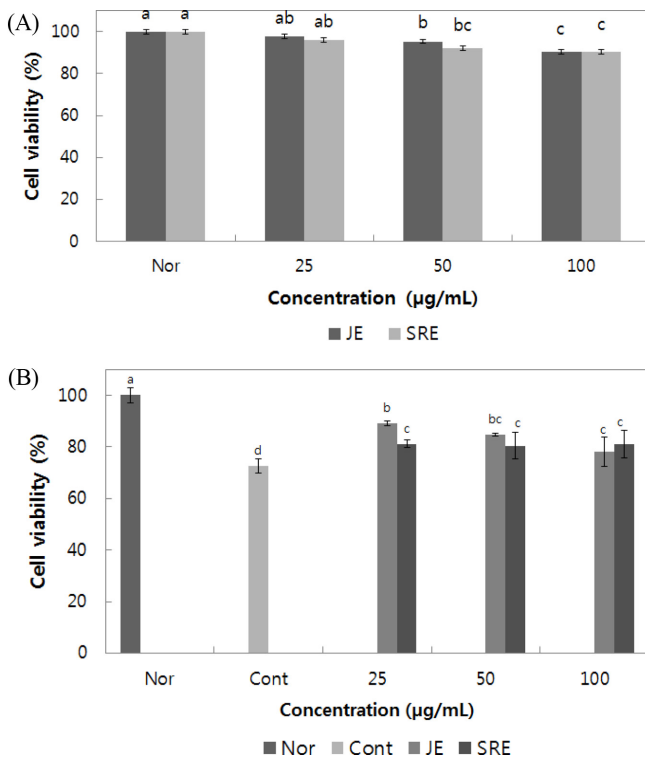 (A)
Cell viability (%)
100
80
60
40
20
0
a a ab ab b bc c c
Nor 25 50 100
Concentration (µg/mL)
JE SRE
(B)
Cell viability (%)
100
80
60
40
20
0
a d b c bc c c c
Nor Cont 25 50 100
Concentration (µg/mL)
Nor Cont JE SRE